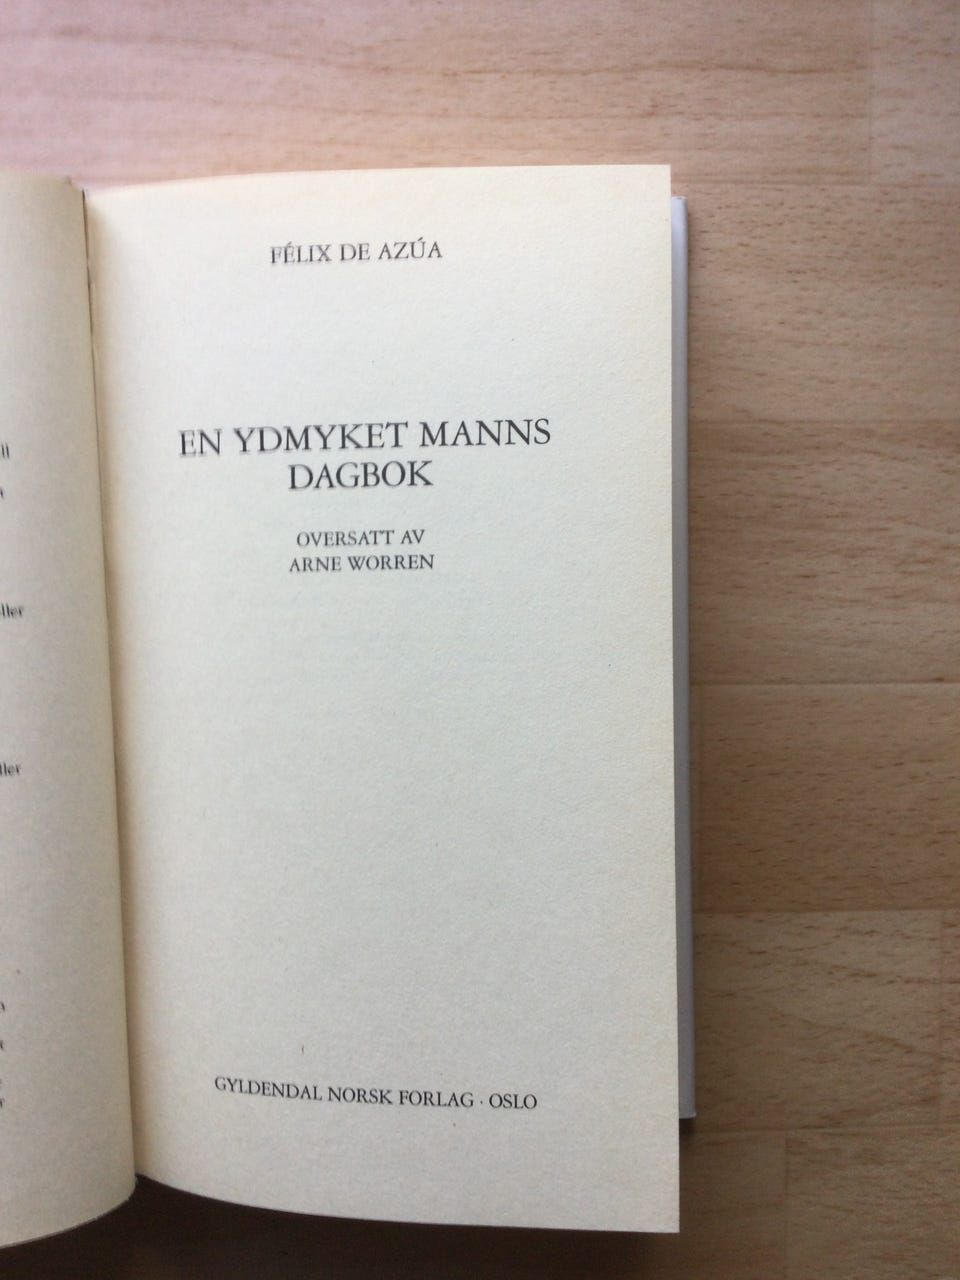 FÉLIX DE AZÚA
EN YDMYKET MANNS
DAGBOK
OVERSATT AV
ARNE WORREN
GYLDENDAL NORSK FORLAG · OSLO